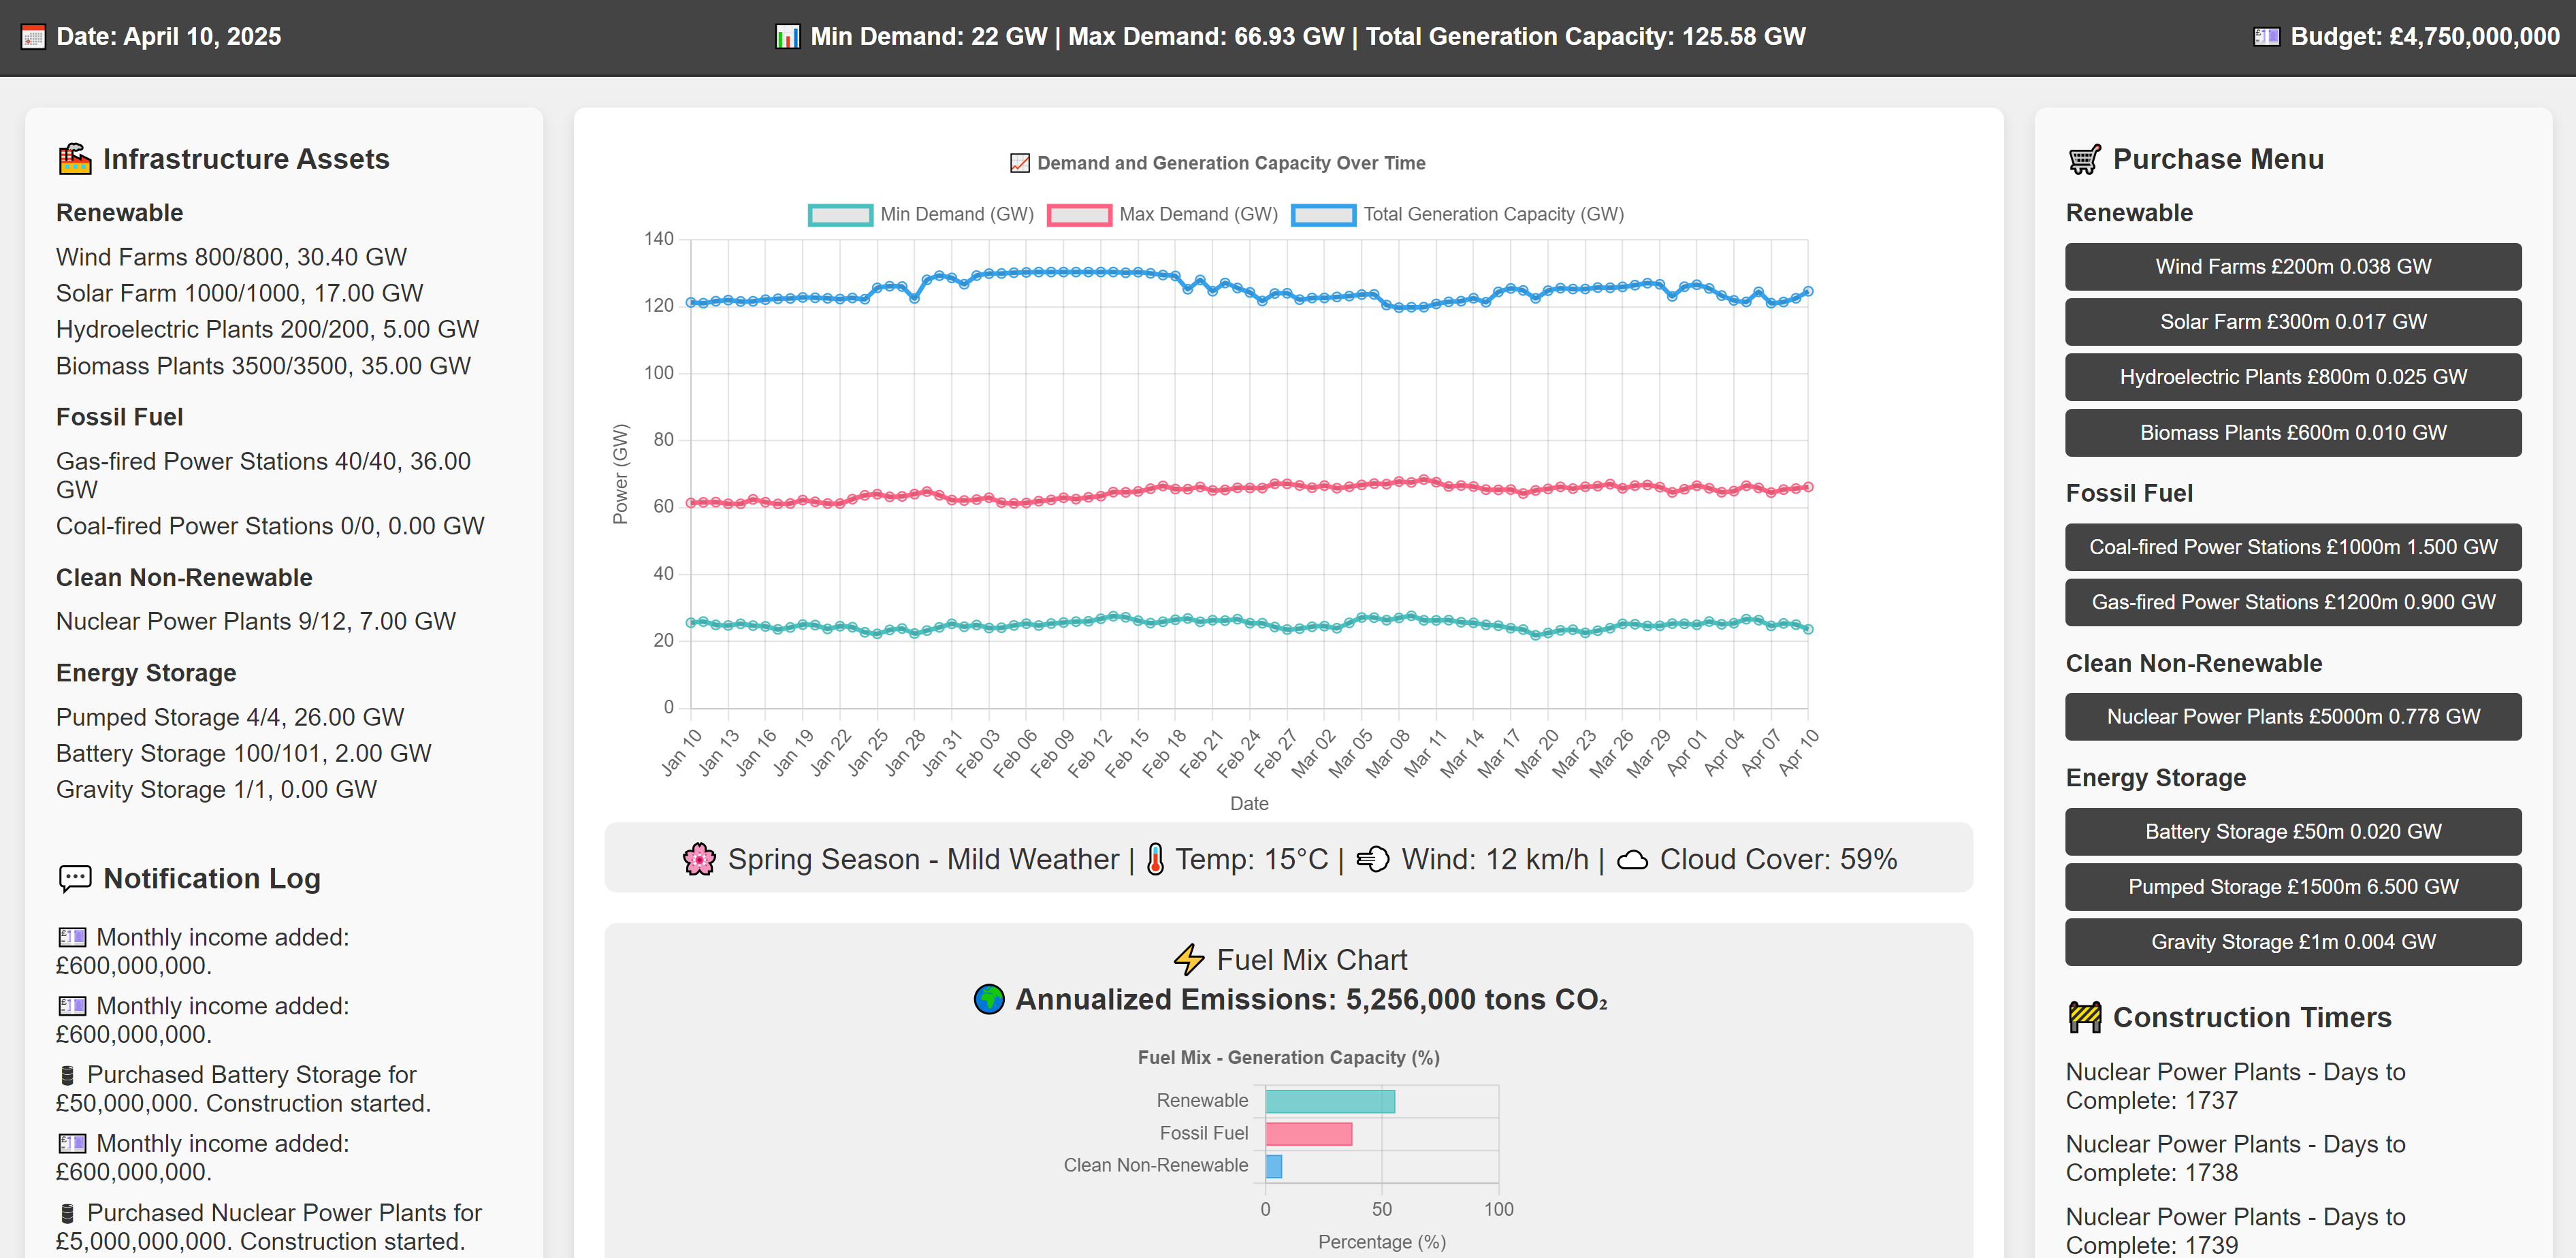 Date: April 10, 2025
Min Demand: 22 GW | Max Demand: 66.93 GW | Total Generation Capacity: 125.58 GW
Budget: £4,750,000,000
Infrastructure Assets
Renewable
Wind Farms 800/800, 30.40 GW
Solar Farm 1000/1000, 17.00 GW
Hydroelectric Plants 200/200, 5.00 GW
Biomass Plants 3500/3500, 35.00 GW
Fossil Fuel
Gas-fired Power Stations 40/40, 36.00
GW
Coal-fired Power Stations 0/0, 0.00 GW
Clean Non-Renewable
Nuclear Power Plants 9/12, 7.00 GW
Energy Storage
Pumped Storage 4/4, 26.00 GW
Battery Storage 100/101, 2.00 GW
Gravity Storage 1/1, 0.00 GW
Notification Log
Monthly income added:
£600,000,000.
Monthly income added:
£600,000,000.
Purchased Battery Storage for
£50,000,000. Construction started.
Monthly income added:
£600,000,000.
Purchased Nuclear Power Plants for
£5,000,000,000. Construction started.
Demand and Generation Capacity Over Time
Min Demand (GW)
Max Demand (GW)
Total Generation Capacity (GW)
Power (GW)
140
120
100
80
60
40
20
0
Jan 10
Jan 13
Jan 16
Jan 19
Jan 22
Jan 25
Jan 28
Jan 31
Feb 03
Feb 06
Feb 09
Feb 12
Feb 15
Feb 18
Feb 21
Feb 24
Feb 27
Mar 02
Mar 05
Mar 08
Mar 11
Mar 14
Mar 17
Mar 20
Mar 23
Mar 26
Mar 29
Apr 01
Apr 04
Apr 07
Apr 10
Date
Spring Season - Mild Weather | Temp: 15°C | Wind: 12 km/h | Cloud Cover: 59%
Fuel Mix Chart
Annualized Emissions: 5,256,000 tons CO₂
Fuel Mix - Generation Capacity (%)
Renewable
Fossil Fuel
Clean Non-Renewable
0
50
100
Percentage (%)
Purchase Menu
Renewable
Wind Farms £200m 0.038 GW
Solar Farm £300m 0.017 GW
Hydroelectric Plants £800m 0.025 GW
Biomass Plants £600m 0.010 GW
Fossil Fuel
Coal-fired Power Stations £1000m 1.500 GW
Gas-fired Power Stations £1200m 0.900 GW
Clean Non-Renewable
Nuclear Power Plants £5000m 0.778 GW
Energy Storage
Battery Storage £50m 0.020 GW
Pumped Storage £1500m 6.500 GW
Gravity Storage £1m 0.004 GW
Construction Timers
Nuclear Power Plants - Days to
Complete: 1737
Nuclear Power Plants - Days to
Complete: 1738
Nuclear Power Plants - Days to
Complete: 1739